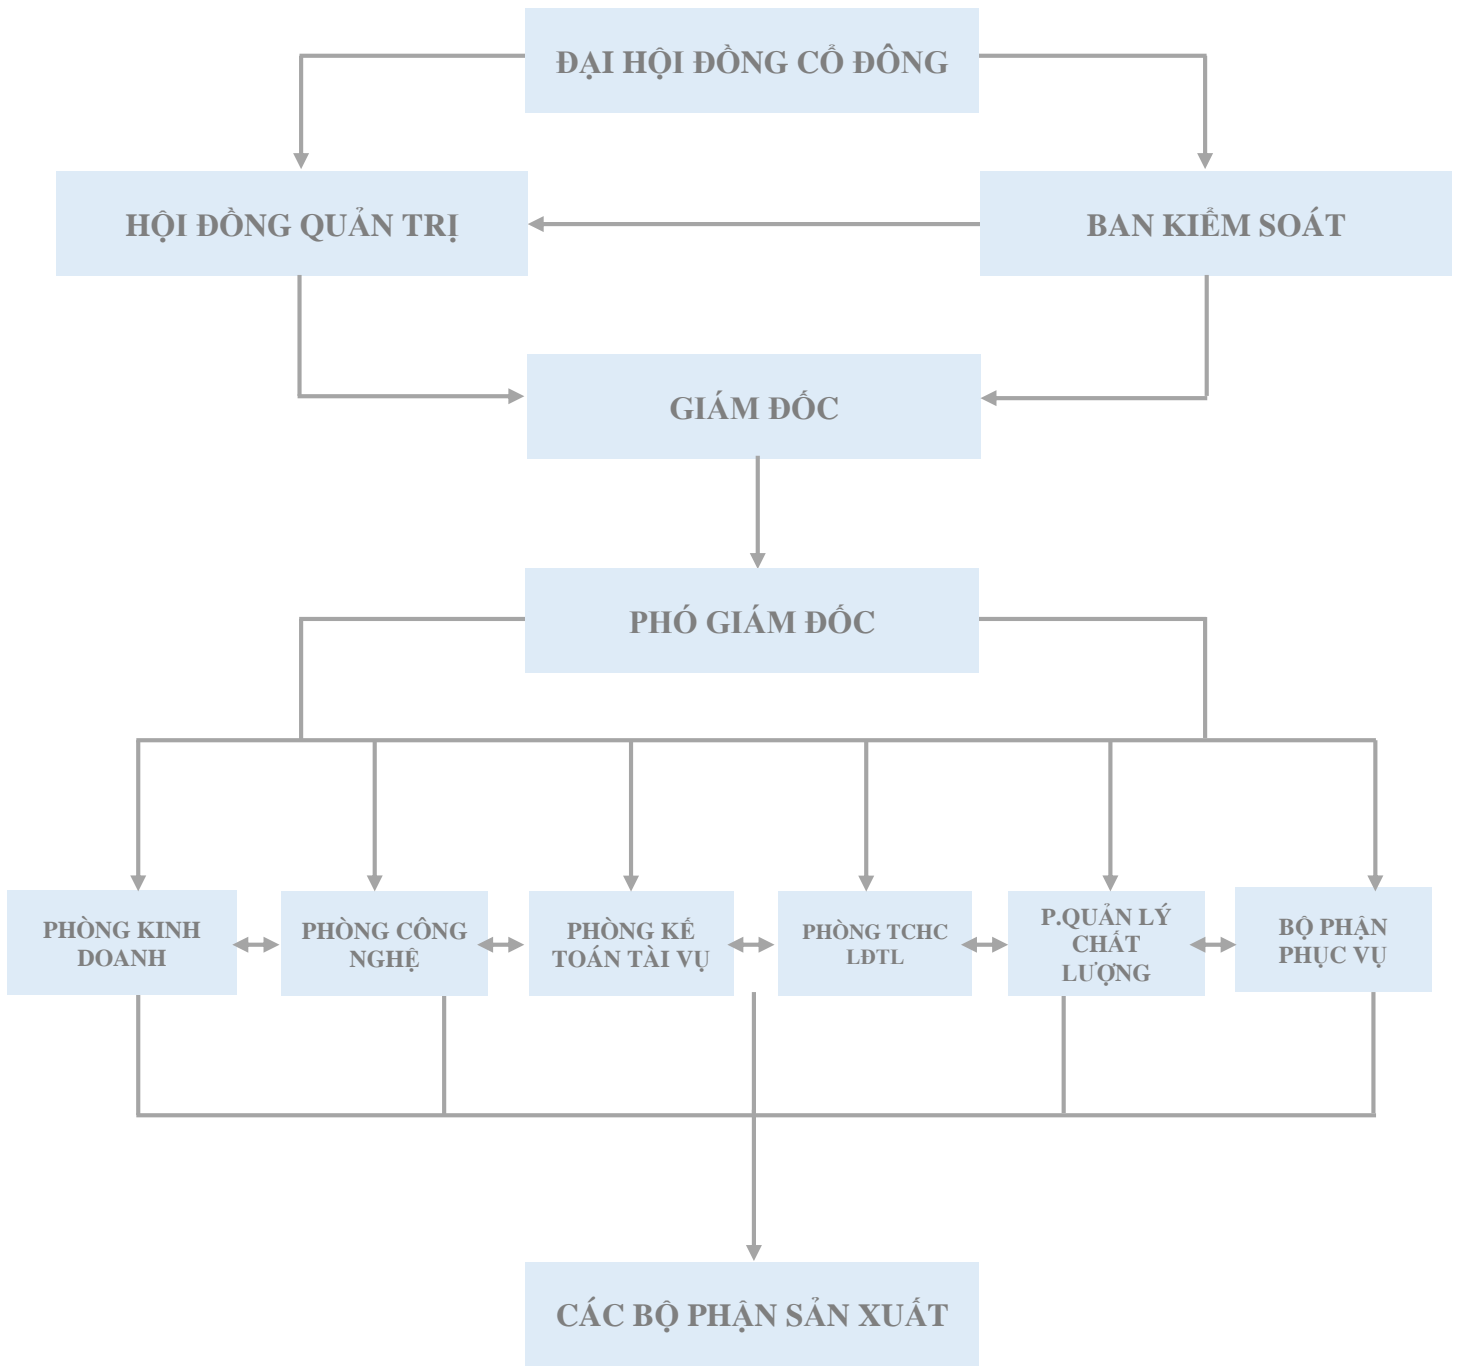 ĐẠI HỘI ĐỒNG CỔ ĐÔNG
HỘI ĐỒNG QUẢN TRỊ
BAN KIỂM SOÁT
GIÁM ĐỐC
PHÓ GIÁM ĐỐC
PHÒNG KINH
DOANH
PHÒNG CÔNG
NGHỆ
PHÒNG KẾ
TOÁN TÀI VỤ
PHÒNG TCHC
LĐTL
P.QUẢN LÝ
CHẤT
LƯỢNG
BỘ PHẬN
PHỤC VỤ
CÁC BỘ PHẬN SẢN XUẤT